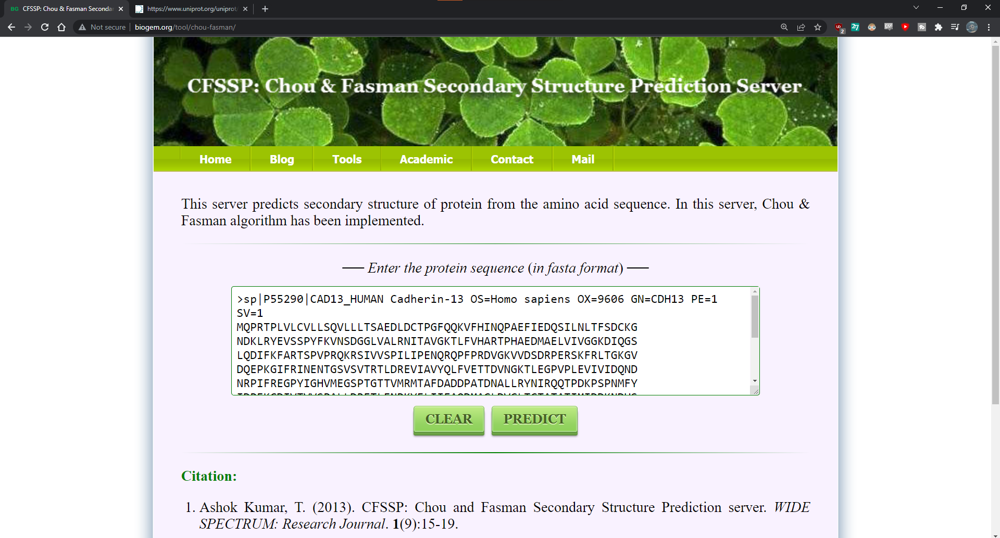 BG CFSSP: Chou & Fasman Seconda
https://www.uniprot.org/uniprot/
Not secure biogem.org/tool/chou-fasman/
2
27
CFSSP: Chou & Fasman Secondary Structure Prediction Server
Home Blog Tools Academic Contact Mail
This server predicts secondary structure of protein from the amino acid sequence. In this server, Chou &
Fasman algorithm has been implemented.
Enter the protein sequence (in fasta format)
>sp|P55290|CAD13_HUMAN Cadherin-13 OS=Homo sapiens OX=9606 GN=CDH13 PE=1
SV=1
MQPRTPLVLCVLLSQVLLLTSAEDLDCTPGFQQKVFHINQPAEFIEDQSILNLTFSDCKG
NDKLRYEVSSPYFKVNSDGGLVALRNITAVGKTLFVHARTPHAEDMAELVIVGGKDIQGS
LQDIFKFARTSPVPRQKRSIVVSPILIPENQRQPFPRDVGKVVDSDRPERSKFRLTGKGV
DQEPKGIFRINENTGSVSVTRTLDREVIAVYQLFVETTDVNGKTLEGPVPLEVIVIDQND
NRPIFREGPYIGHVMEGSPTGTTVMRMTAFDADDPATDNALLRYNIRQQTPDKPSPNMFY
CLEAR PREDICT
Citation:
1. Ashok Kumar, T. (2013). CFSSP: Chou and Fasman Secondary Structure Prediction server. WIDE
SPECTRUM: Research Journal. 1(9):15-19.